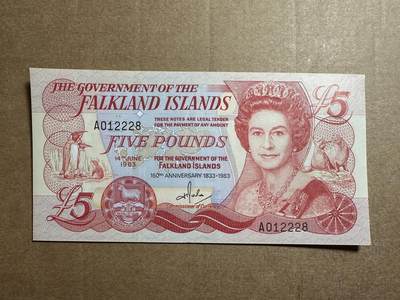 THE GOVERNMENT OF THE
FALKLAND ISLANDS
£5
THESE NOTES ARE LEGAL TENDER
FOR THE PAYMENT OF ANY AMOUNT
A012228
FIVE POUNDS
14TH JUNE
1983
FOR THE GOVERNMENT OF THE
FALKLAND ISLANDS
150TH ANNIVERSARY 1833-1983
£5
A012228